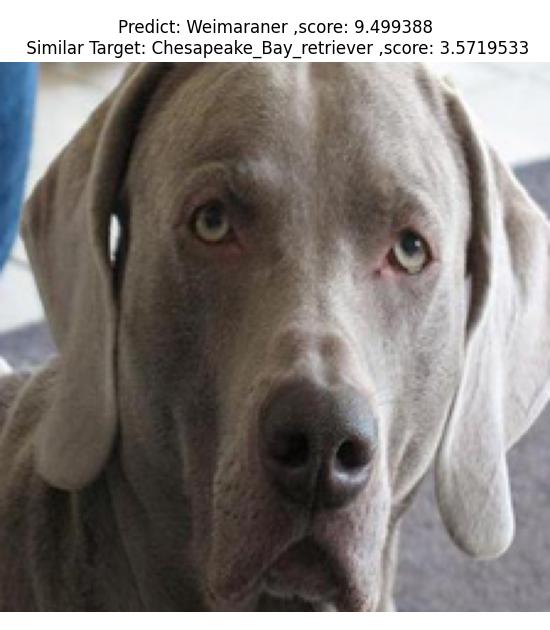 Predict: Weimaraner ,score: 9.499388
Similar Target: Chesapeake_Bay_retriever ,score: 3.5719533